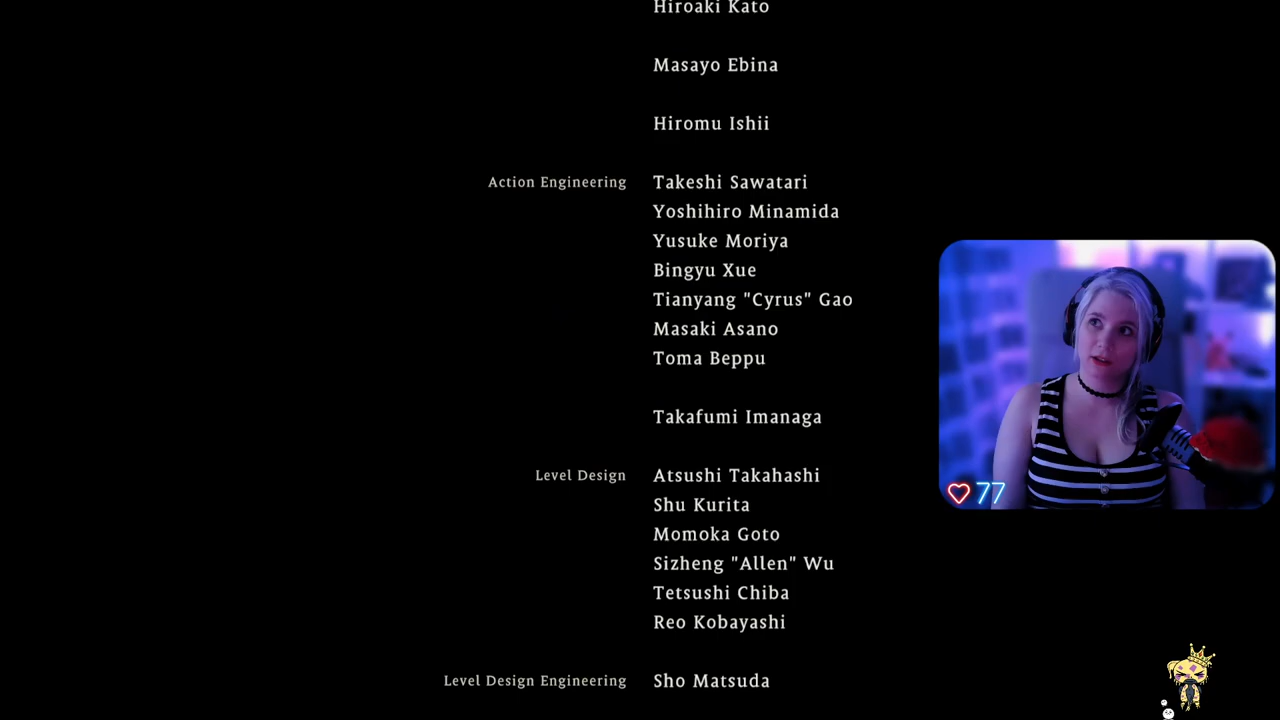 Hiroaki Kato
Masayo Ebina
Hiromu Ishii
Action Engineering Takeshi Sawatari
Yoshihiro Minamida
Yusuke Moriya
Bingyu Xue
Tianyang "Cyrus" Gao
Masaki Asano
Toma Beppu
Takafumi Imanaga
Level Design Atsushi Takahashi
Shu Kurita
Momoka Goto
Sizheng "Allen" Wu
Tetsushi Chiba
Reo Kobayashi
Level Design Engineering Sho Matsuda
77